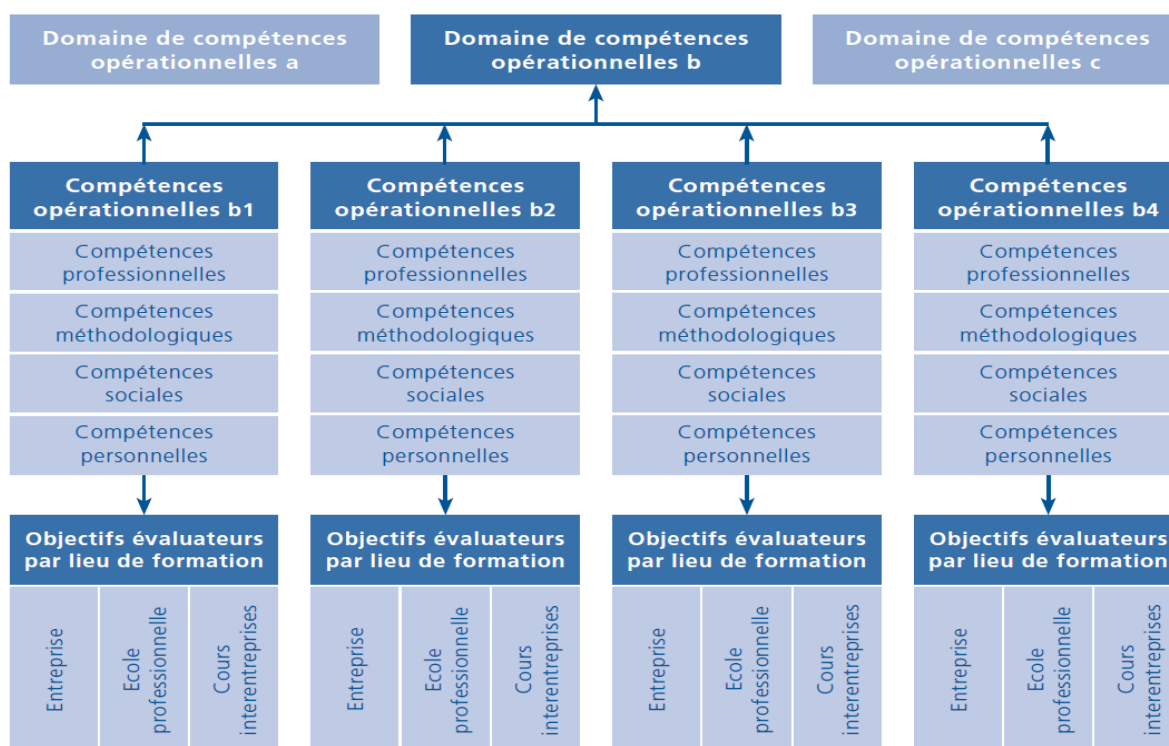 Domaine de compétences
opérationnelles a
Domaine de compétences
opérationnelles b
Domaine de compétences
opérationnelles c
Compétences
opérationnelles b1
Compétences
professionnelles
Compétences
méthodologiques
Compétences
sociales
Compétences
personnelles
Objectifs évaluateurs
par lieu de formation
Entreprise
Ecole
professionnelle
Cours
interentreprises
Compétences
opérationnelles b2
Compétences
professionnelles
Compétences
méthodologiques
Compétences
sociales
Compétences
personnelles
Objectifs évaluateurs
par lieu de formation
Entreprise
Ecole
professionnelle
Cours
interentreprises
Compétences
opérationnelles b3
Compétences
professionnelles
Compétences
méthodologiques
Compétences
sociales
Compétences
personnelles
Objectifs évaluateurs
par lieu de formation
Entreprise
Ecole
professionnelle
Cours
interentreprises
Compétences
opérationnelles b4
Compétences
professionnelles
Compétences
méthodologiques
Compétences
sociales
Compétences
personnelles
Objectifs évaluateurs
par lieu de formation
Entreprise
Ecole
professionnelle
Cours
interentreprises